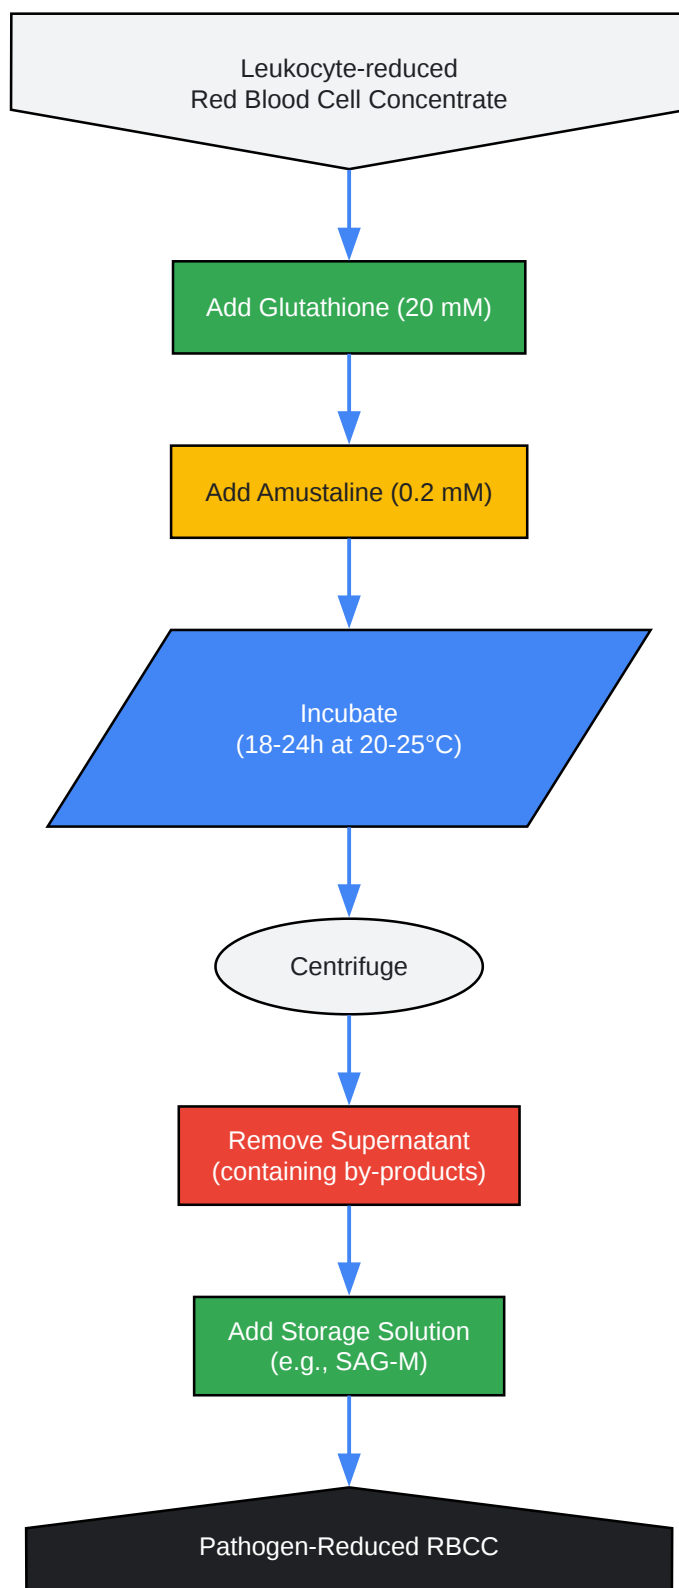 Leukocyte-reduced
Red Blood Cell Concentrate
Add Glutathione (20 mM)
Add Amustaline (0.2 mM)
Incubate
(18-24h at 20-25°C)
Centrifuge
Remove Supernatant
(containing by-products)
Add Storage Solution
(e.g., SAG-M)
Pathogen-Reduced RBCC